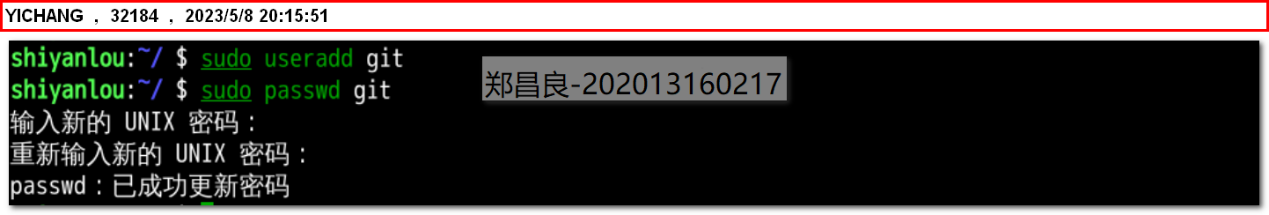 YICHANG , 32184 , 2023/5/8 20:15:51
shiyanlou:~/ $ sudo useradd git
shiyanlou:~/ $ sudo passwd git
郑昌良-202013160217
输入新的 UNIX 密码：
重新输入新的 UNIX 密码：
passwd：已成功更新密码